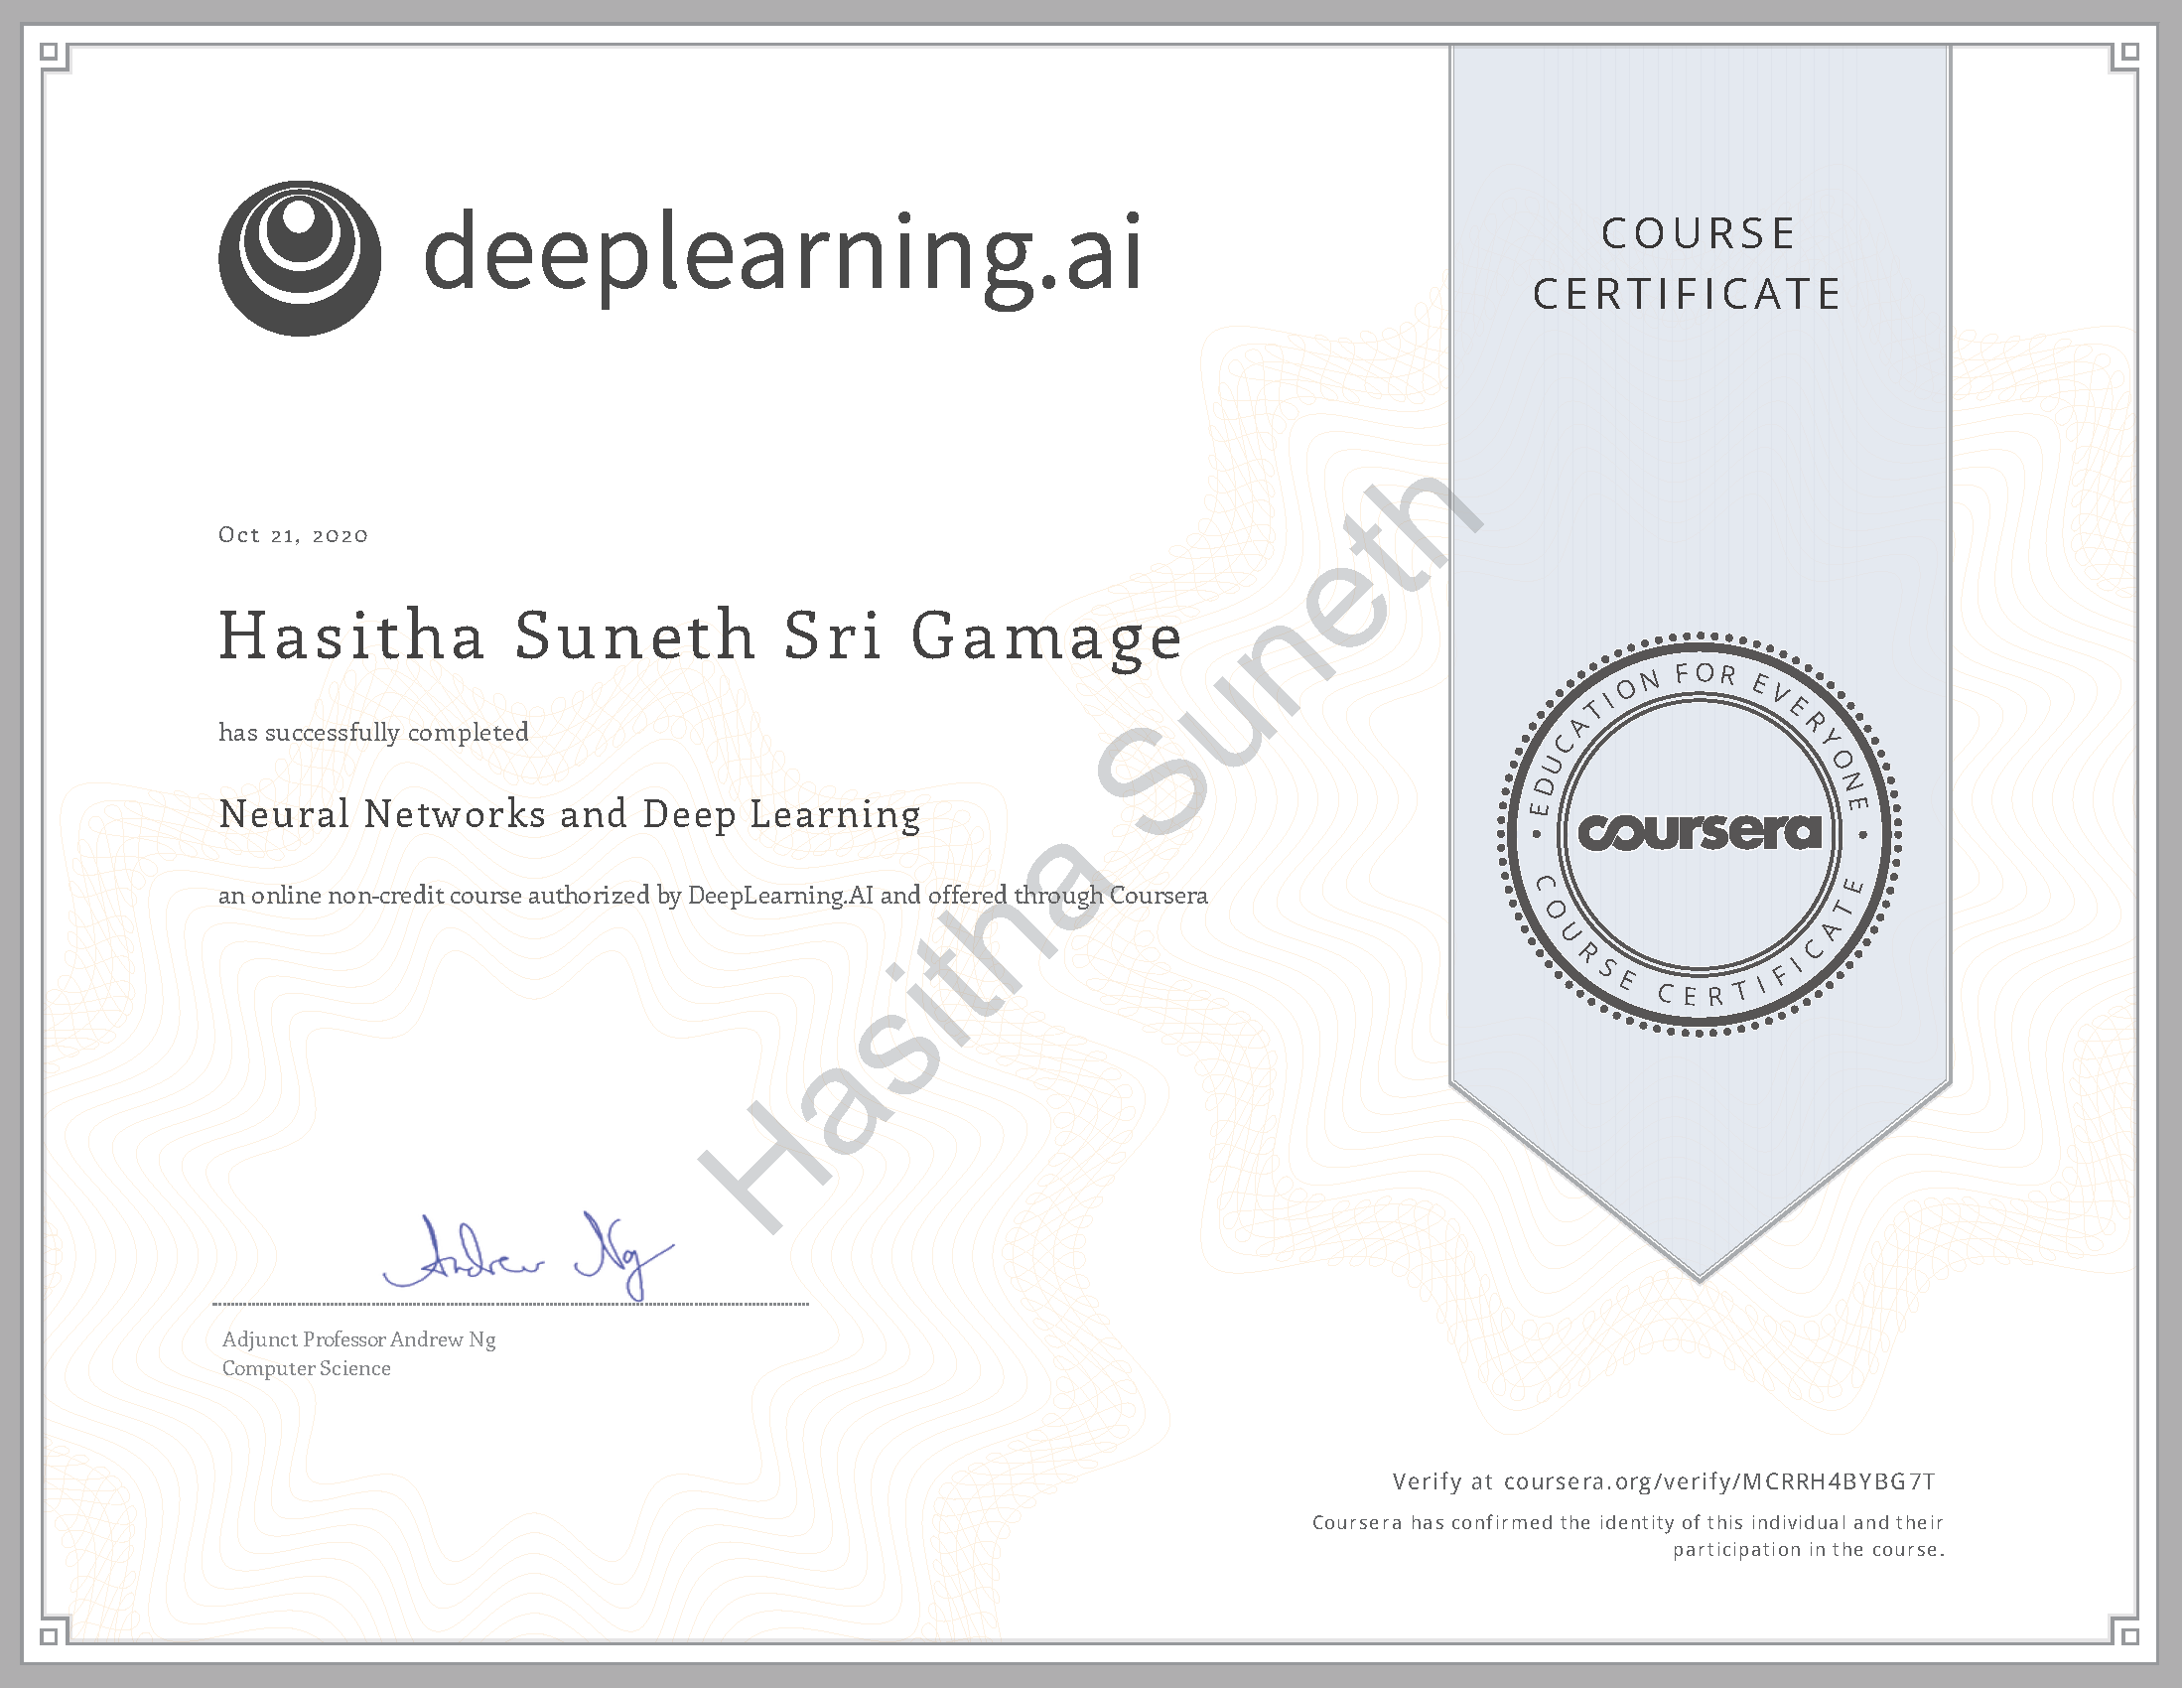 deeplearning.ai
COURSE
CERTIFICATE
Oct 21, 2020
Hasitha Suneth Sri Gamage
has successfully completed
Neural Networks and Deep Learning
an online non-credit course authorized by DeepLearning.AI and offered through Coursera
Hasitha Suneth
EDUCATION FOR EVERYONE
coursera
COURSE CERTIFICATE
Andrew Ng
Adjunct Professor Andrew Ng
Computer Science
Verify at coursera.org/verify/MCRRH4BYBG7T
Coursera has confirmed the identity of this individual and their
participation in the course.